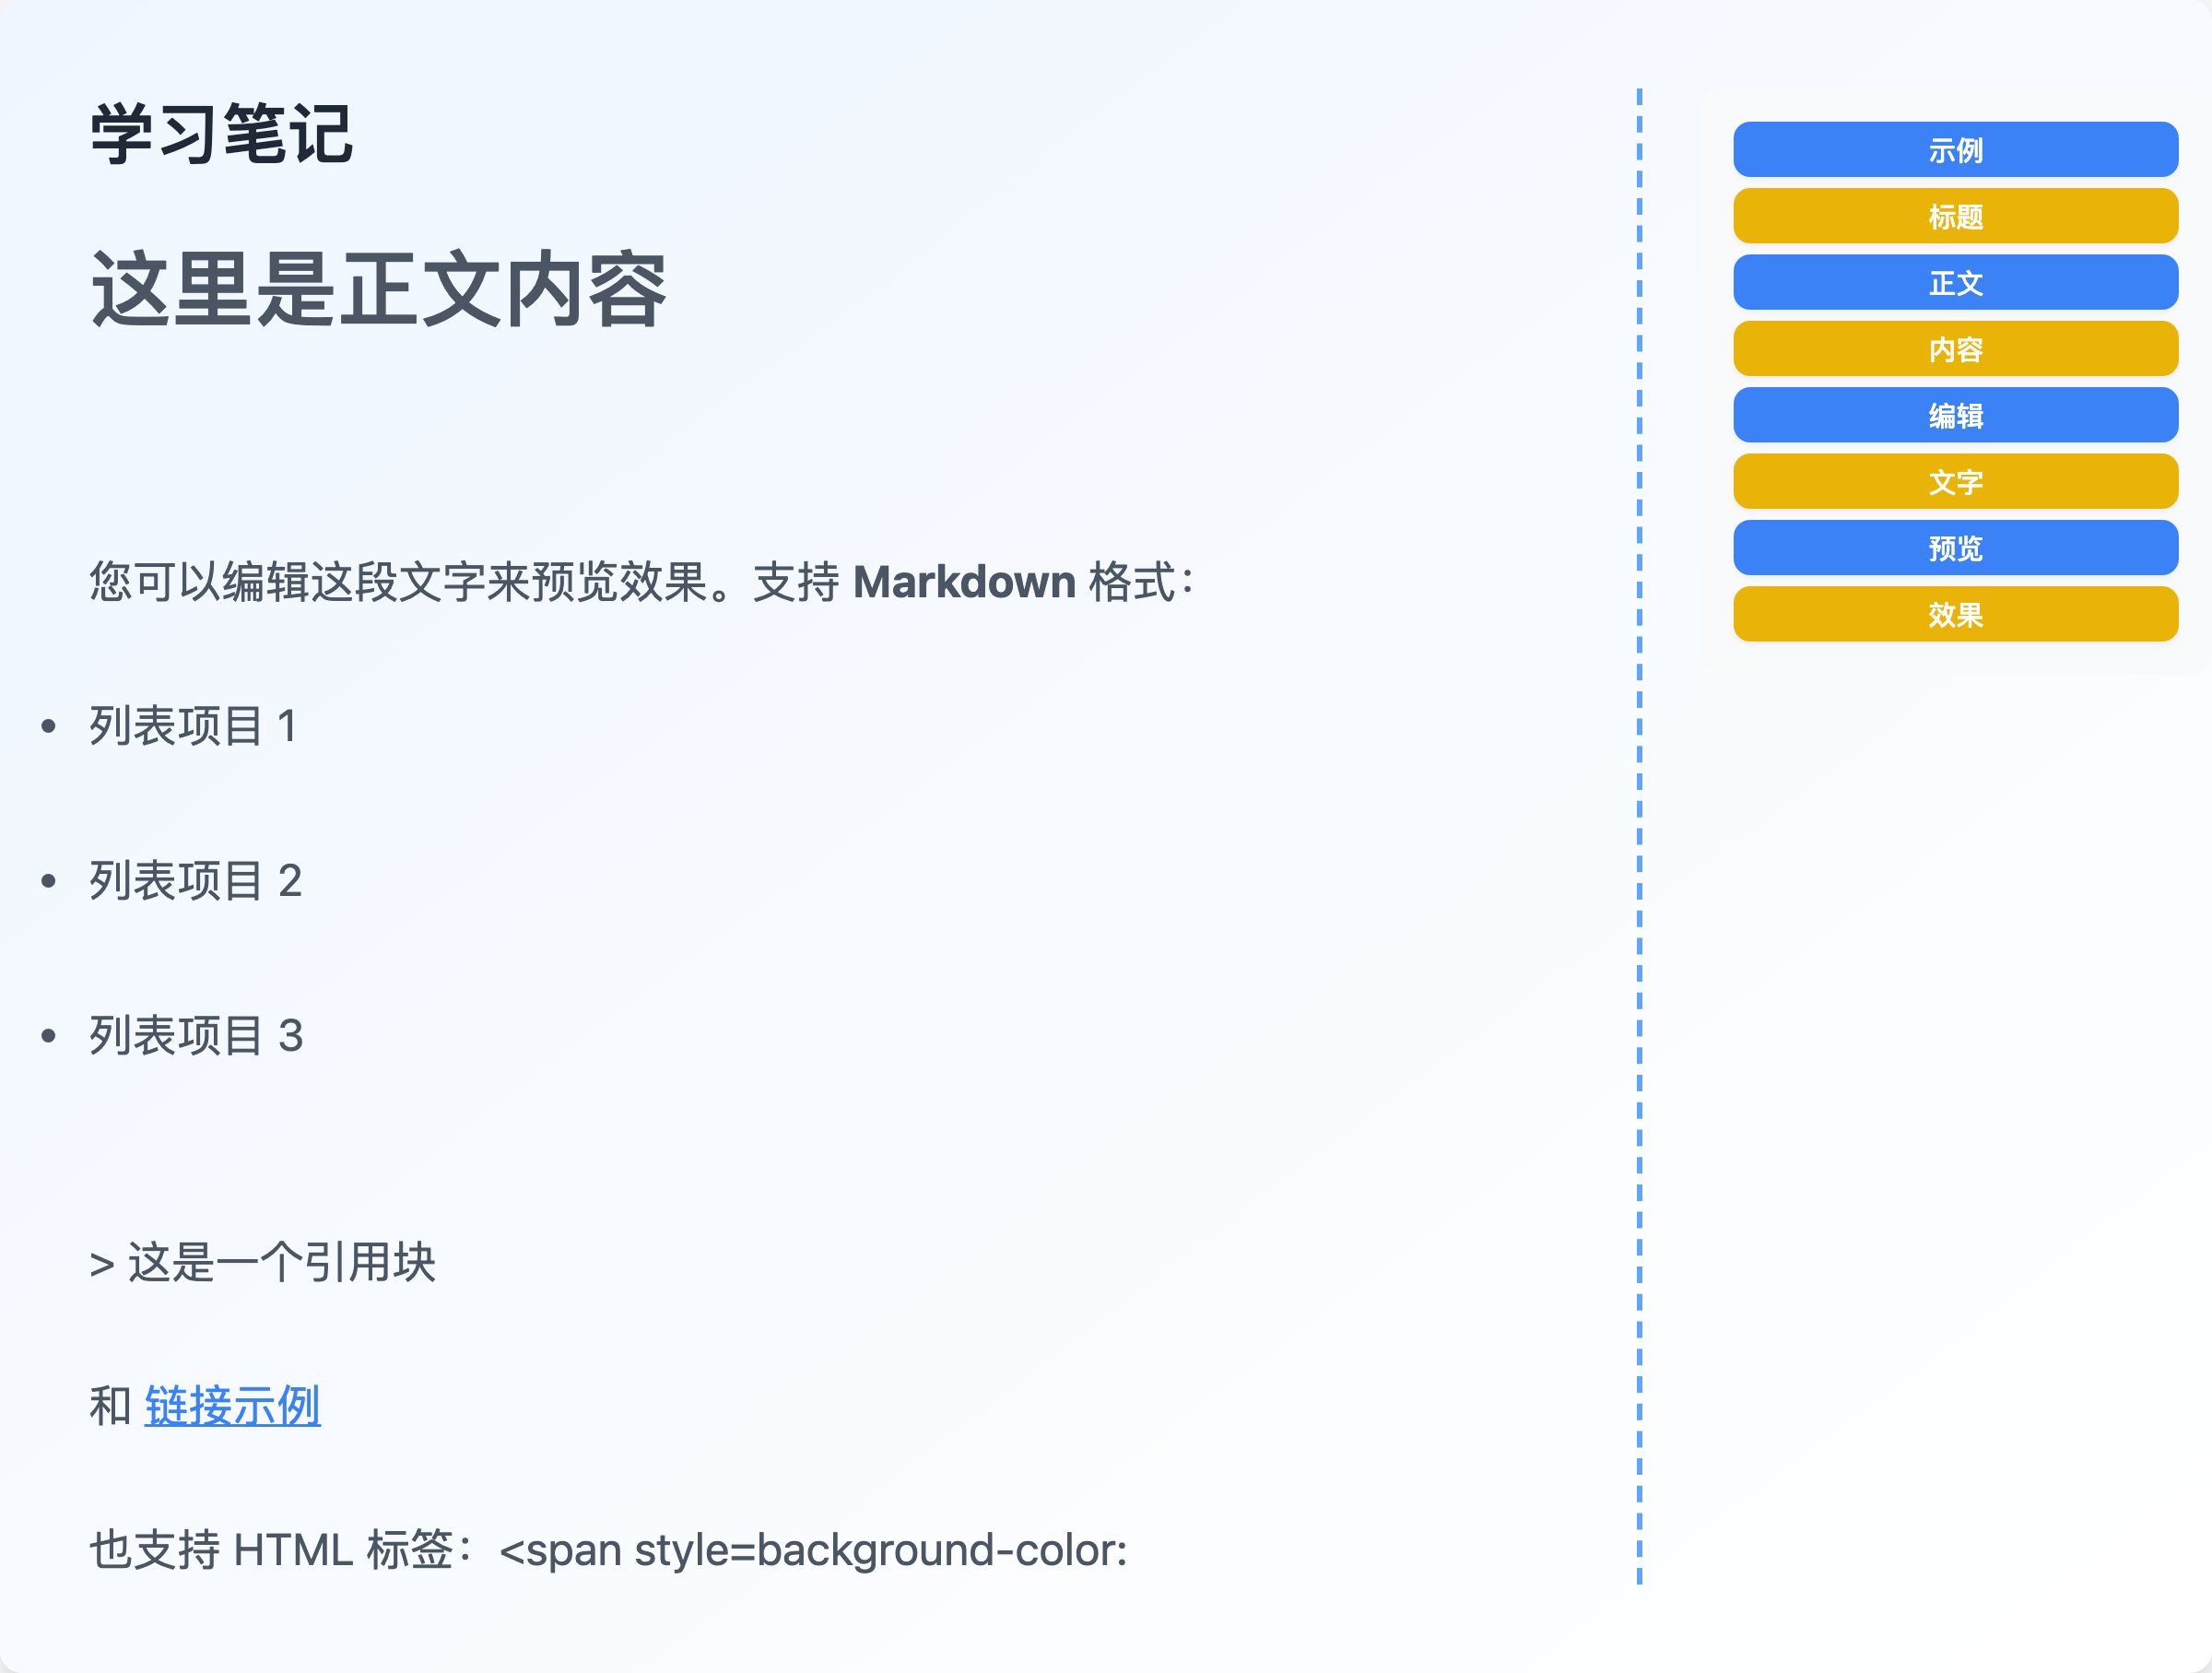 学习笔记
这里是正文内容
您可以编辑这段文字来预览效果。支持 Markdown 格式：
• 列表项目 1
• 列表项目 2
• 列表项目 3
> 这是一个引用块
和 链接示例
也支持 HTML 标签：<span style=background-color:
示例
标题
正文
内容
编辑
文字
预览
效果